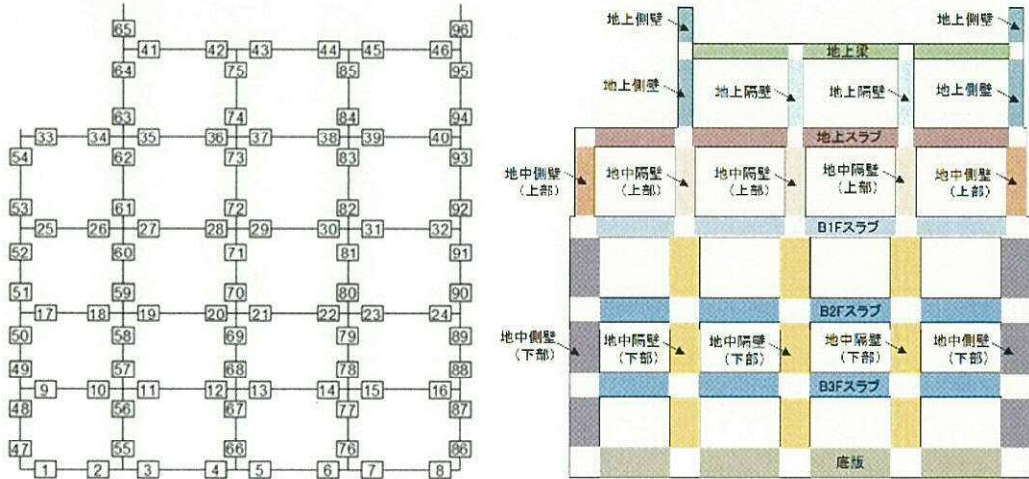 65 96
41 42 43 44 45 46
64 75 85 95
63 74 84 94
33 34 35 36 37 38 39 40
54 62 73 83 93
53 61 72 82 92
25 26 27 28 29 30 31 32
52 60 71 81 91
51 59 70 80 90
17 18 19 20 21 22 23 24
50 58 69 79 89
49 57 68 78 88
9 10 11 12 13 14 15 16
48 56 67 77 87
47 55 66 76 86
1 2 3 4 5 6 7 8
地上側壁 地上側壁
地上梁
地上側壁 地上隔壁 地上隔壁 地上側壁
地上スラブ
地中側壁 地中隔壁 地中隔壁 地中隔壁 地中側壁
(上部) (上部) (上部) (上部) (上部)
B1Fスラブ
B2Fスラブ
地中側壁 地中隔壁 地中隔壁 地中隔壁 地中側壁
(下部) (下部) (下部) (下部) (下部)
B3Fスラブ
底版